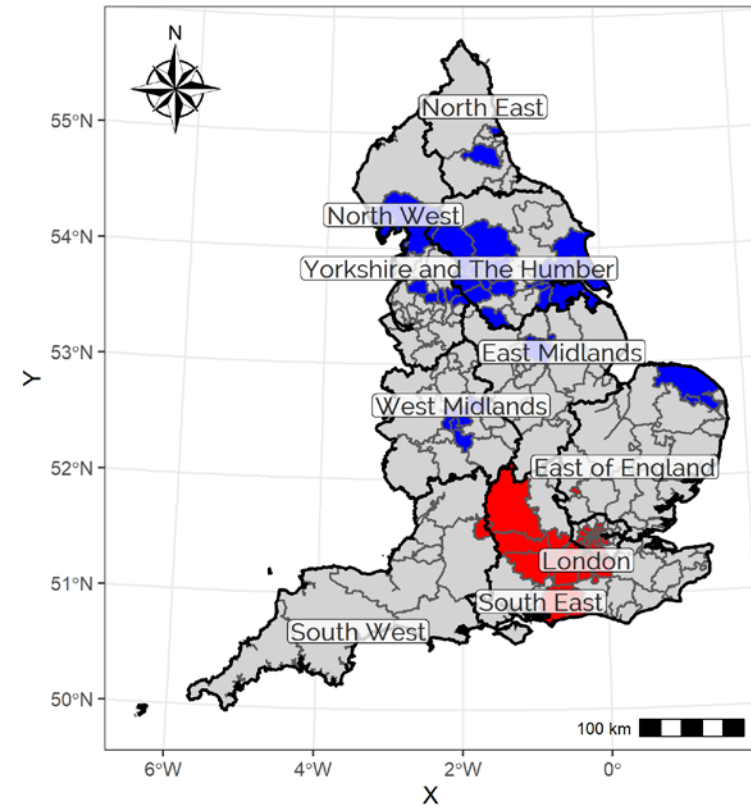 N
North East
55°N
North West
54°N
Yorkshire and The Humber
53°N
East Midlands
Y
West Midlands
52°N
East of England
London
51°N
South East
South West
50°N
100 km
6°W
4°W
2°W
0°
X